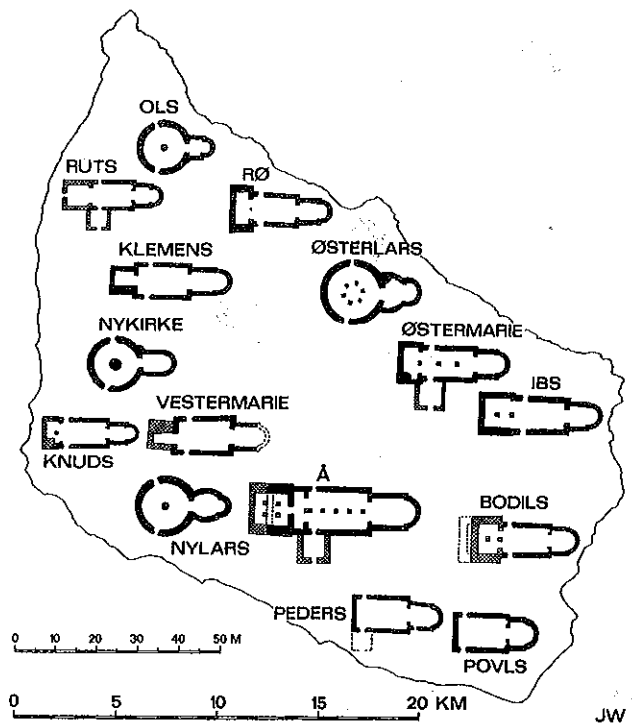 OLS
RUTS
RØ
KLEMENS
ØSTERLARS
NYKIRKE
ØSTERMARIE
IBS
VESTERMARIE
KNUDS
Å
BODILS
NYLARS
PEDERS
POVLS
0 10 20 30 40 50 M
0 5 10 15 20 KM
JW